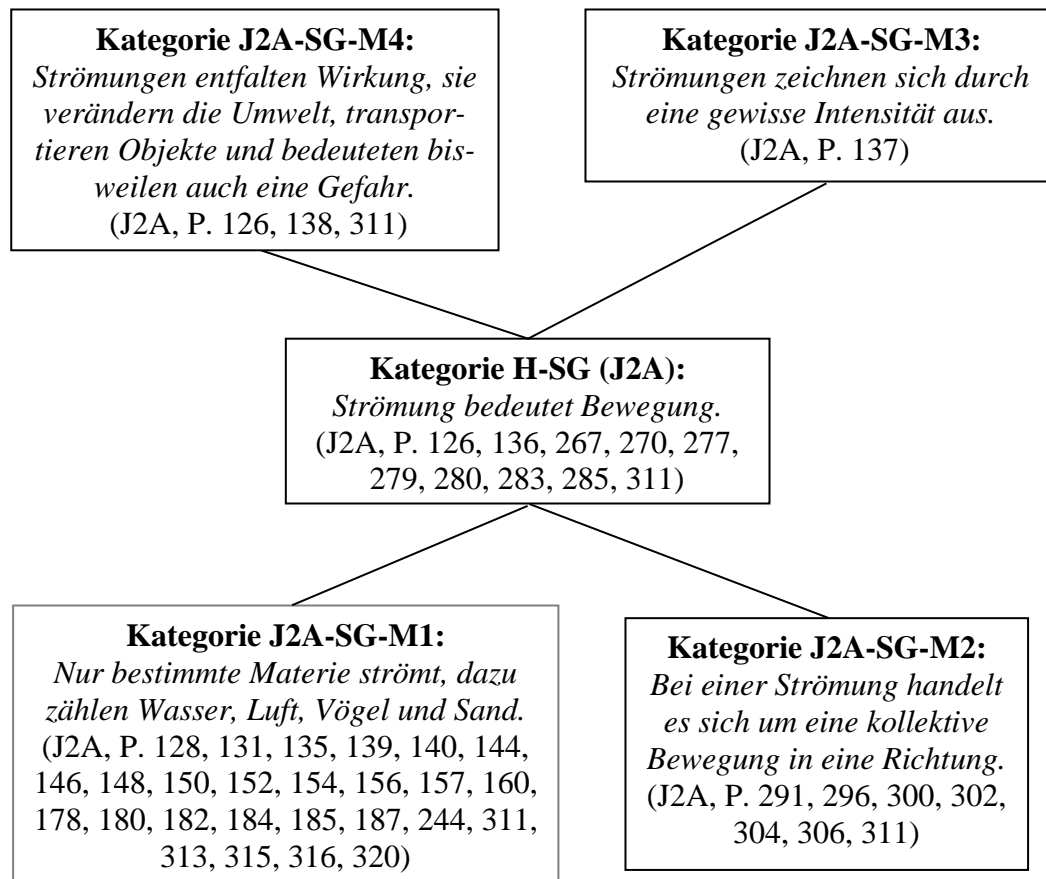 Kategorie J2A-SG-M4:
Strömungen entfalten Wirkung, sie
verändern die Umwelt, transpor-
tieren Objekte und bedeuteten bis-
weilen auch eine Gefahr.
(J2A, P. 126, 138, 311)
Kategorie J2A-SG-M3:
Strömungen zeichnen sich durch
eine gewisse Intensität aus.
(J2A, P. 137)
Kategorie H-SG (J2A):
Strömung bedeutet Bewegung.
(J2A, P. 126, 136, 267, 270, 277,
279, 280, 283, 285, 311)
Kategorie J2A-SG-M1:
Nur bestimmte Materie strömt, dazu
zählen Wasser, Luft, Vögel und Sand.
(J2A, P. 128, 131, 135, 139, 140, 144,
146, 148, 150, 152, 154, 156, 157, 160,
178, 180, 182, 184, 185, 187, 244, 311,
313, 315, 316, 320)
Kategorie J2A-SG-M2:
Bei einer Strömung handelt
es sich um eine kollektive
Bewegung in eine Richtung.
(J2A, P. 291, 296, 300, 302,
304, 306, 311)